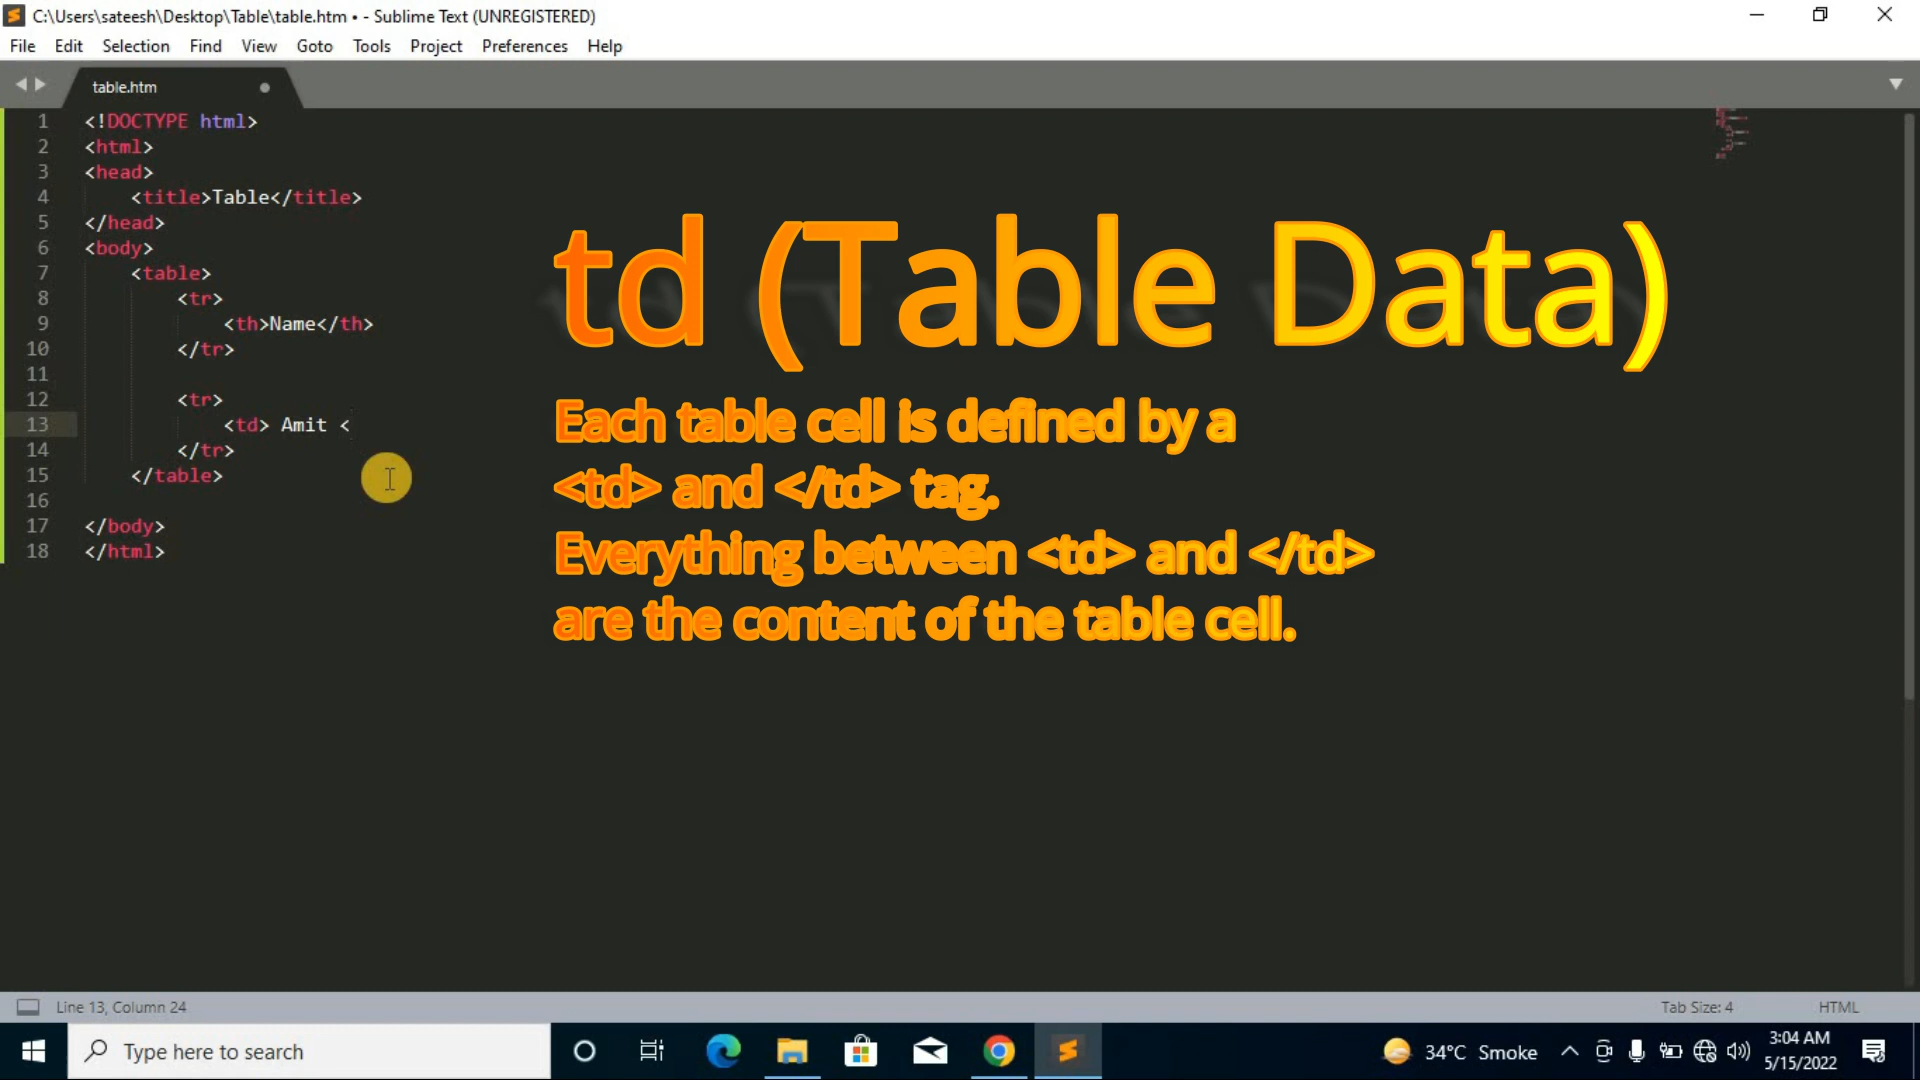 C:\Users\sateesh\Desktop\Table\table.htm • - Sublime Text (UNREGISTERED)
File Edit Selection Find View Goto Tools Project Preferences Help
table.htm
1 <!DOCTYPE html>
2 <html>
3 <head>
4 <title>Table</title>
5 </head>
6 <body>
7 <table>
8 <tr>
9 <th>Name</th>
10 </tr>
11
12 <tr>
13 <td> Amit <
14 </tr>
15 </table>
16
17 </body>
18 </html>
td (Table Data)
Each table cell is defined by a
<td> and </td> tag.
Everything between <td> and </td>
are the content of the table cell.
Line 13, Column 24
Tab Size: 4
HTML
Type here to search
34°C Smoke
3:04 AM
5/15/2022